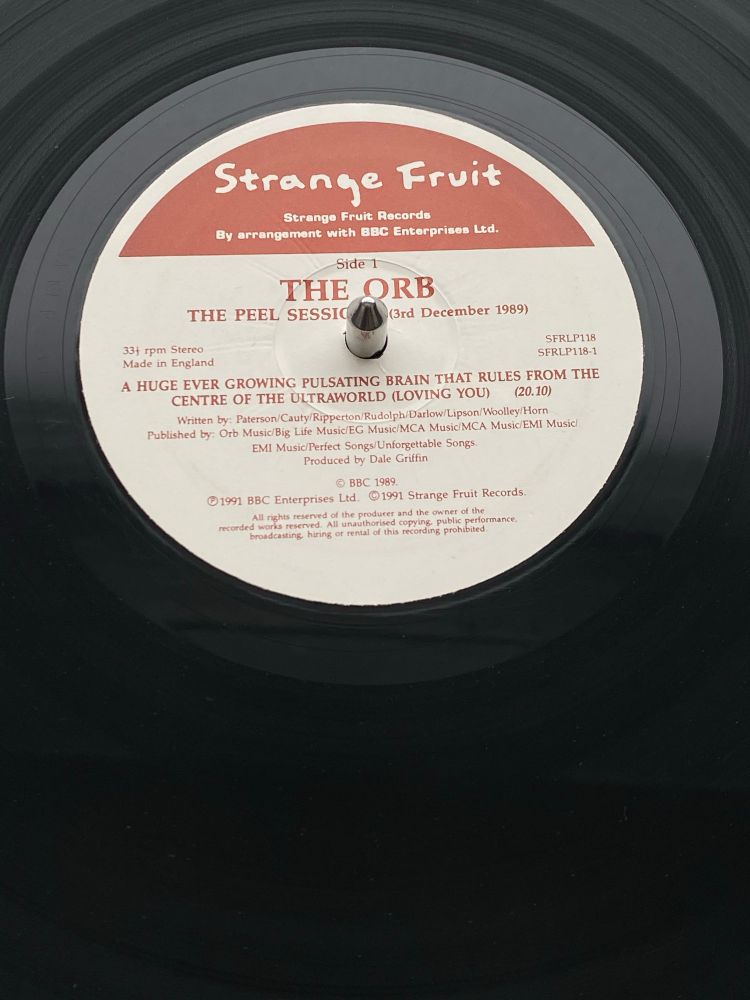 Strange Fruit
Strange Fruit Records
By arrangement with BBC Enterprises Ltd.
Side 1
THE ORB
THE PEEL (3rd December 1989)
33⅓ rpm Stereo
Made in England
SFRLP118
SFRLP118-1
A HUGE EVER GROWING PULSATING BRAIN THAT RULES FROM THE
CENTRE OF THE ULTRAWORLD (LOVING YOU) (20.10)
Written by: Paterson/Cauty/Ripperton/Rudolph/Darlow/Lipson/Woolley/Horn
Published by: Orb Music/Big Life Music/EG Music/MCA Music/MCA Music/EMI Music/
EMI Music/Perfect Songs/Unforgettable Songs.
Produced by Dale Griffin
© BBC 1989.
℗1991 BBC Enterprises Ltd. ©1991 Strange Fruit Records.
All rights reserved of the producer and the owner of the
recorded works reserved. All unauthorised copying, public performance,
broadcasting, hiring or rental of this recording prohibited.